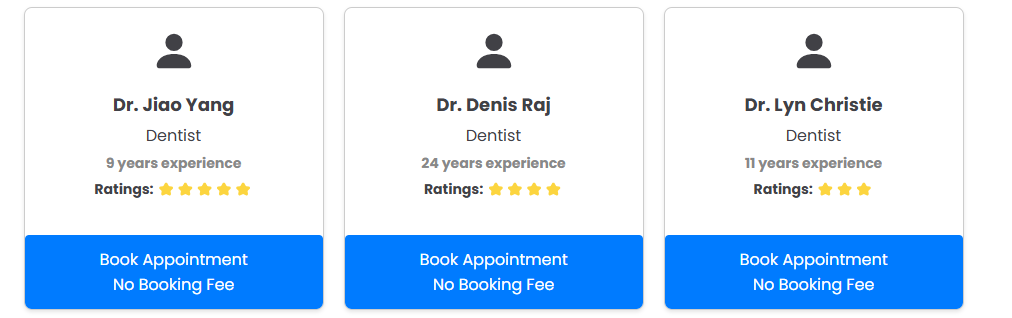 Dr. Jiao Yang
Dentist
9 years experience
Ratings:
Book Appointment
No Booking Fee
Dr. Denis Raj
Dentist
24 years experience
Ratings:
Book Appointment
No Booking Fee
Dr. Lyn Christie
Dentist
11 years experience
Ratings:
Book Appointment
No Booking Fee